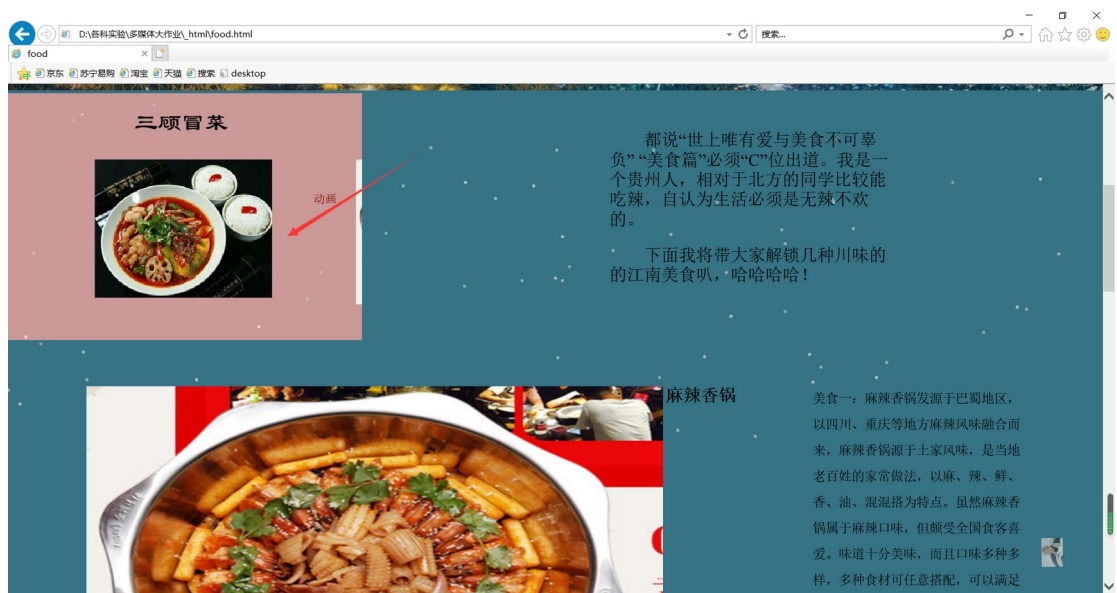 D:\各科实验\多媒体大作业\_html\food.html
搜索...
food
京东 苏宁易购 淘宝 天猫 搜索 desktop
三顾冒菜
动画
都说“世上唯有爱与美食不可辜
负” “美食篇”必须“C”位出道。我是一
个贵州人，相对于北方的同学比较能
吃辣，自认为生活必须是无辣不欢
的。
下面我将带大家解锁几种川味的
的江南美食叭，哈哈哈哈！
麻辣香锅
美食一：麻辣香锅发源于巴蜀地区，
以四川、重庆等地方麻辣风味融合而
来，麻辣香锅源于土家风味，是当地
老百姓的家常做法，以麻、辣、鲜、
香、油、混混搭为特点。虽然麻辣香
锅属于麻辣口味，但颇受全国食客喜
爱。味道十分美味，而且口味多种多
样，多种食材可任意搭配，可以满足